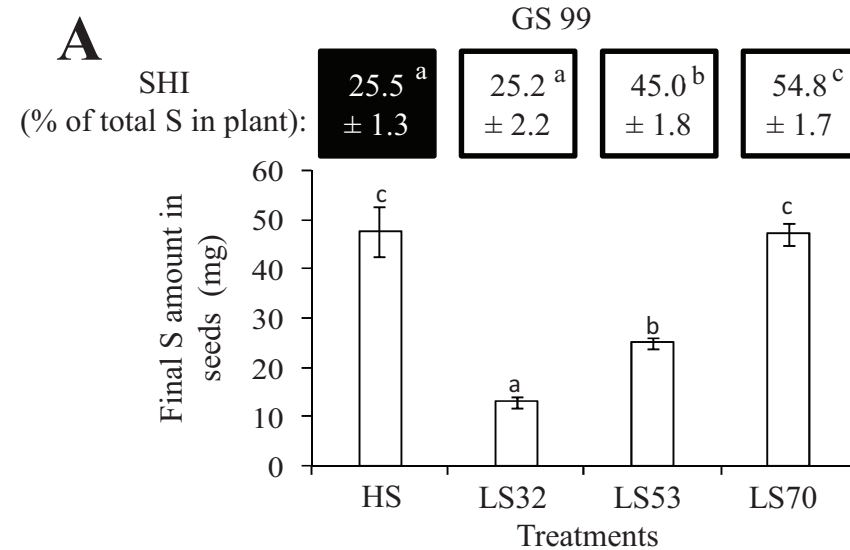 A
GS 99
SHI
(% of total S in plant):
25.5 a
± 1.3
25.2 a
± 2.2
45.0 b
± 1.8
54.8 c
± 1.7
Final S amount in
seeds (mg)
60
50
40
30
20
10
0
c
a
b
c
HS LS32 LS53 LS70
Treatments